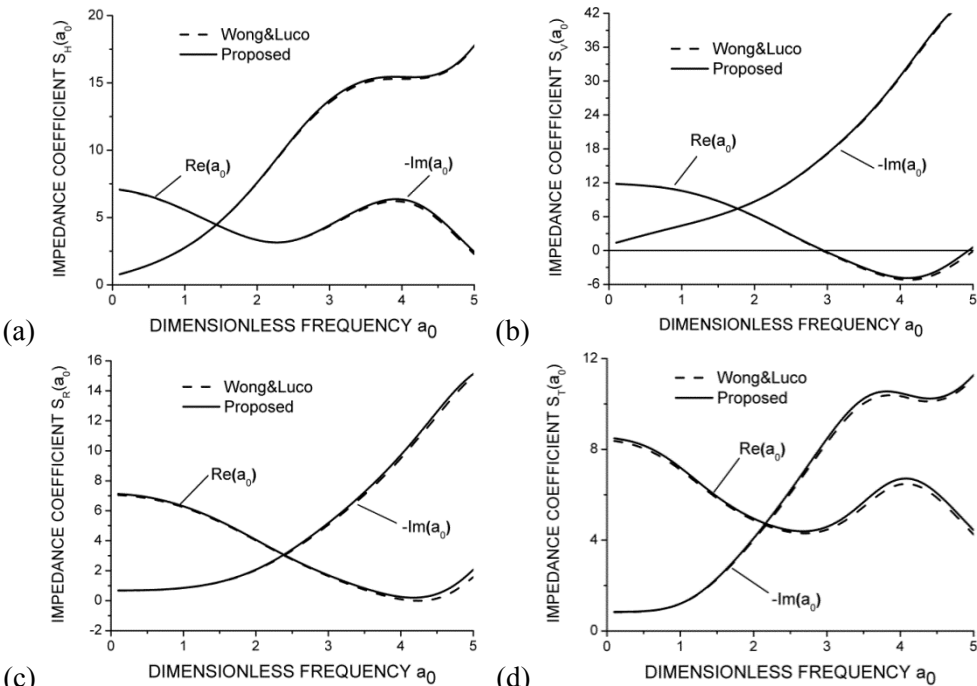 20
15
10
5
0
IMPEDANCE COEFFICIENT S_H(a_0)
Wong&Luco
Proposed
Re(a_0)
-Im(a_0)
0 1 2 3 4 5
(a) DIMENSIONLESS FREQUENCY a_0
42
36
30
24
18
12
6
0
-6
IMPEDANCE COEFFICIENT S_V(a_0)
Wong&Luco
Proposed
Re(a_0)
-Im(a_0)
0 1 2 3 4 5
(b) DIMENSIONLESS FREQUENCY a_0
16
14
12
10
8
6
4
2
0
-2
IMPEDANCE COEFFICIENT S_R(a_0)
Wong&Luco
Proposed
Re(a_0)
-Im(a_0)
0 1 2 3 4 5
(c) DIMENSIONLESS FREQUENCY a_0
12
8
4
0
IMPEDANCE COEFFICIENT S_T(a_0)
Wong&Luco
Proposed
Re(a_0)
-Im(a_0)
0 1 2 3 4 5
(d) DIMENSIONLESS FREQUENCY a_0